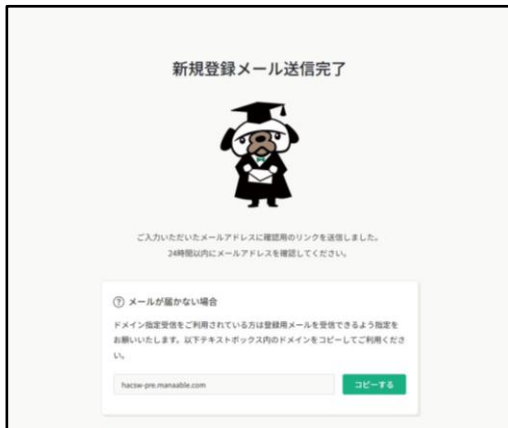 新規登録メール送信完了
ご入力いただいたメールアドレスに確認用のリンクを送信しました。
24時間以内にメールアドレスを確認してください。
? メールが届かない場合
ドメイン指定受信をご利用されている方は登録用メールを受信できるよう指定を
お願いいたします。以下テキストボックス内のドメインをコピーしてご利用くださ
い。
hacsw-pre.manaable.com
コピーする